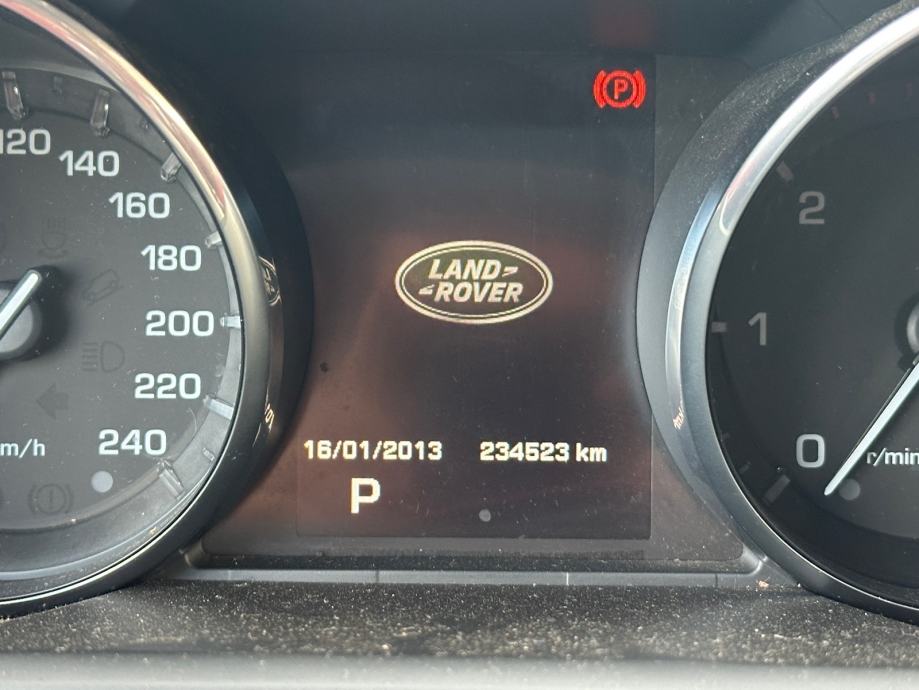 120
140
160
180
200
220
240
m/h
P
LAND
ROVER
16/01/2013 234523 km
P
2
1
0
r/min